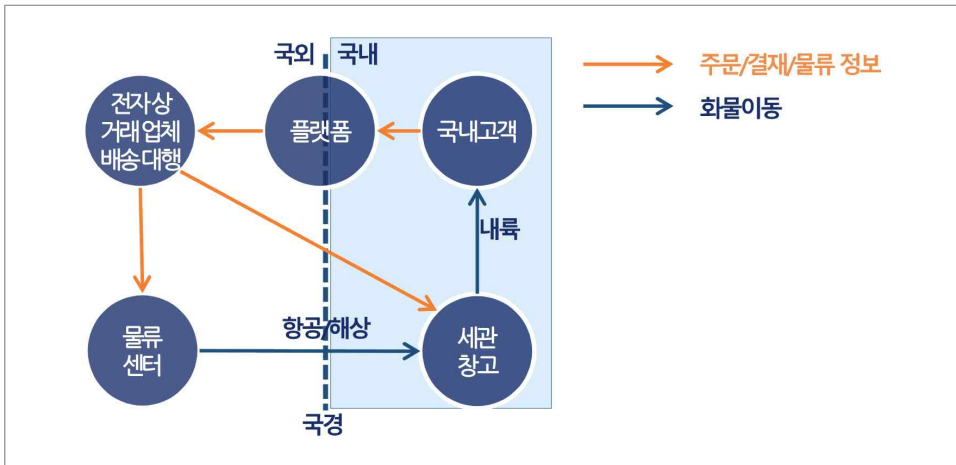 국외 국내
주문/결재/물류 정보
화물이동
전자상
거래업체
배송대행
플랫폼
국내고객
내륙
항공/해상
물류
센터
세관
창고
국경